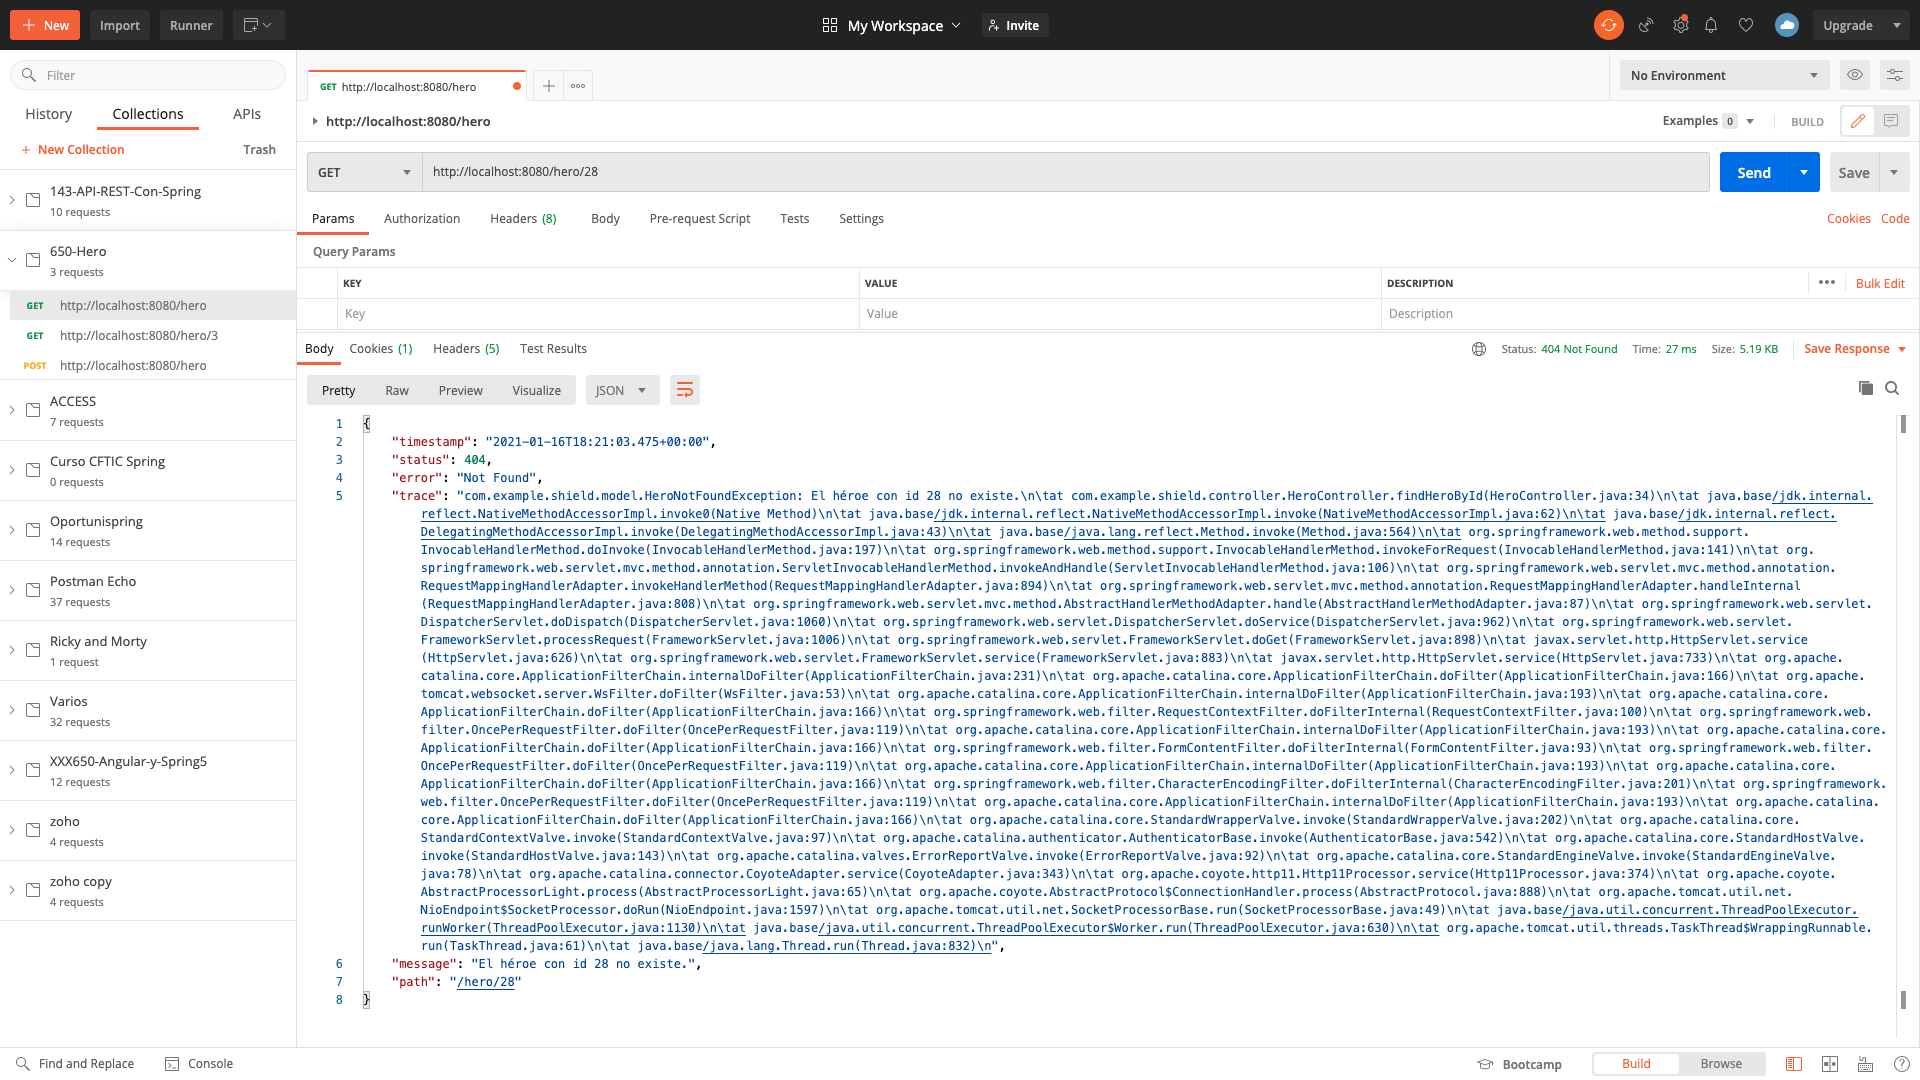 New
Import
Runner
My Workspace
Invite
Upgrade
Filter
History
Collections
APIs
New Collection
Trash
143-API-REST-Con-Spring
10 requests
650-Hero
3 requests
GET http://localhost:8080/hero
GET http://localhost:8080/hero/3
POST http://localhost:8080/hero
ACCESS
7 requests
Curso CFTIC Spring
0 requests
Oportunispring
14 requests
Postman Echo
37 requests
Ricky and Morty
1 request
Varios
32 requests
XXX650-Angular-y-Spring5
12 requests
zoho
4 requests
zoho copy
4 requests
GET http://localhost:8080/hero
No Environment
http://localhost:8080/hero
Examples 0
BUILD
GET
http://localhost:8080/hero/28
Send
Save
Params
Authorization
Headers (8)
Body
Pre-request Script
Tests
Settings
Cookies
Code
Query Params
KEY
VALUE
DESCRIPTION
Bulk Edit
Key
Value
Description
Body
Cookies (1)
Headers (5)
Test Results
Status: 404 Not Found
Time: 27 ms
Size: 5.19 KB
Save Response
Pretty
Raw
Preview
Visualize
JSON
1 {
2 "timestamp": "2021-01-16T18:21:03.475+00:00",
3 "status": 404,
4 "error": "Not Found",
5 "trace": "com.example.shield.model.HeroNotFoundException: El héroe con id 28 no existe.\n\tat com.example.shield.controller.HeroController.findHeroById(HeroController.java:34)\n\tat java.base/jdk.internal.
reflect.NativeMethodAccessorImpl.invoke0(Native Method)\n\tat java.base/jdk.internal.reflect.NativeMethodAccessorImpl.invoke(NativeMethodAccessorImpl.java:62)\n\tat java.base/jdk.internal.reflect.
DelegatingMethodAccessorImpl.invoke(DelegatingMethodAccessorImpl.java:43)\n\tat java.base/java.lang.reflect.Method.invoke(Method.java:564)\n\tat org.springframework.web.method.support.
InvocableHandlerMethod.doInvoke(InvocableHandlerMethod.java:197)\n\tat org.springframework.web.method.support.InvocableHandlerMethod.invokeForRequest(InvocableHandlerMethod.java:141)\n\tat org.
springframework.web.servlet.mvc.method.annotation.ServletInvocableHandlerMethod.invokeAndHandle(ServletInvocableHandlerMethod.java:106)\n\tat org.springframework.web.servlet.mvc.method.annotation.
RequestMappingHandlerAdapter.invokeHandlerMethod(RequestMappingHandlerAdapter.java:894)\n\tat org.springframework.web.servlet.mvc.method.annotation.RequestMappingHandlerAdapter.handleInternal
(RequestMappingHandlerAdapter.java:808)\n\tat org.springframework.web.servlet.mvc.method.AbstractHandlerMethodAdapter.handle(AbstractHandlerMethodAdapter.java:87)\n\tat org.springframework.web.servlet.
DispatcherServlet.doDispatch(DispatcherServlet.java:1060)\n\tat org.springframework.web.servlet.DispatcherServlet.doService(DispatcherServlet.java:962)\n\tat org.springframework.web.servlet.
FrameworkServlet.processRequest(FrameworkServlet.java:1006)\n\tat org.springframework.web.servlet.FrameworkServlet.doGet(FrameworkServlet.java:898)\n\tat javax.servlet.http.HttpServlet.service
(HttpServlet.java:626)\n\tat org.springframework.web.servlet.FrameworkServlet.service(FrameworkServlet.java:883)\n\tat javax.servlet.http.HttpServlet.service(HttpServlet.java:733)\n\tat org.apache.
catalina.core.ApplicationFilterChain.internalDoFilter(ApplicationFilterChain.java:231)\n\tat org.apache.catalina.core.ApplicationFilterChain.doFilter(ApplicationFilterChain.java:166)\n\tat org.apache.
tomcat.websocket.server.WsFilter.doFilter(WsFilter.java:53)\n\tat org.apache.catalina.core.ApplicationFilterChain.internalDoFilter(ApplicationFilterChain.java:193)\n\tat org.apache.catalina.core.
ApplicationFilterChain.doFilter(ApplicationFilterChain.java:166)\n\tat org.springframework.web.filter.RequestContextFilter.doFilterInternal(RequestContextFilter.java:100)\n\tat org.springframework.web.
filter.OncePerRequestFilter.doFilter(OncePerRequestFilter.java:119)\n\tat org.apache.catalina.core.ApplicationFilterChain.internalDoFilter(ApplicationFilterChain.java:193)\n\tat org.apache.catalina.core.
ApplicationFilterChain.doFilter(ApplicationFilterChain.java:166)\n\tat org.springframework.web.filter.FormContentFilter.doFilterInternal(FormContentFilter.java:93)\n\tat org.springframework.web.filter.
OncePerRequestFilter.doFilter(OncePerRequestFilter.java:119)\n\tat org.apache.catalina.core.ApplicationFilterChain.internalDoFilter(ApplicationFilterChain.java:193)\n\tat org.apache.catalina.core.
ApplicationFilterChain.doFilter(ApplicationFilterChain.java:166)\n\tat org.springframework.web.filter.CharacterEncodingFilter.doFilterInternal(CharacterEncodingFilter.java:201)\n\tat org.springframework.
web.filter.OncePerRequestFilter.doFilter(OncePerRequestFilter.java:119)\n\tat org.apache.catalina.core.ApplicationFilterChain.internalDoFilter(ApplicationFilterChain.java:193)\n\tat org.apache.catalina.
core.ApplicationFilterChain.doFilter(ApplicationFilterChain.java:166)\n\tat org.apache.catalina.core.StandardWrapperValve.invoke(StandardWrapperValve.java:202)\n\tat org.apache.catalina.core.
StandardContextValve.invoke(StandardContextValve.java:97)\n\tat org.apache.catalina.authenticator.AuthenticatorBase.invoke(AuthenticatorBase.java:542)\n\tat org.apache.catalina.core.StandardHostValve.
invoke(StandardHostValve.java:143)\n\tat org.apache.catalina.valves.ErrorReportValve.invoke(ErrorReportValve.java:92)\n\tat org.apache.catalina.core.StandardEngineValve.invoke(StandardEngineValve.
java:78)\n\tat org.apache.catalina.connector.CoyoteAdapter.service(CoyoteAdapter.java:343)\n\tat org.apache.coyote.http11.Http11Processor.service(Http11Processor.java:374)\n\tat org.apache.coyote.
AbstractProcessorLight.process(AbstractProcessorLight.java:65)\n\tat org.apache.coyote.AbstractProtocol$ConnectionHandler.process(AbstractProtocol.java:888)\n\tat org.apache.tomcat.util.net.
NioEndpoint$SocketProcessor.doRun(NioEndpoint.java:1597)\n\tat org.apache.tomcat.util.net.SocketProcessorBase.run(SocketProcessorBase.java:49)\n\tat java.base/java.util.concurrent.ThreadPoolExecutor.
runWorker(ThreadPoolExecutor.java:1130)\n\tat java.base/java.util.concurrent.ThreadPoolExecutor$Worker.run(ThreadPoolExecutor.java:630)\n\tat org.apache.tomcat.util.threads.TaskThread$WrappingRunnable.
run(TaskThread.java:61)\n\tat java.base/java.lang.Thread.run(Thread.java:832)\n",
6 "message": "El héroe con id 28 no existe.",
7 "path": "/hero/28"
8 }
Find and Replace
Console
Bootcamp
Build
Browse